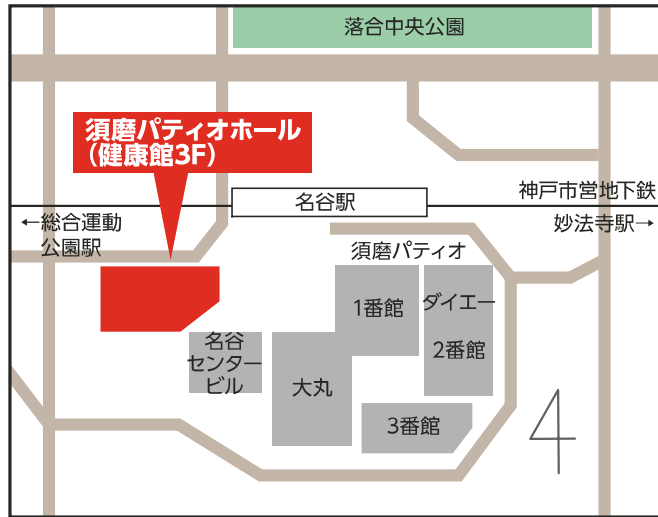 落合中央公園
須磨パティオホール
（健康館3F）
神戸市営地下鉄
名谷駅
←総合運動
公園駅
妙法寺駅→
須磨パティオ
1番館
ダイエー
2番館
名谷
センター
ビル
大丸
3番館
4